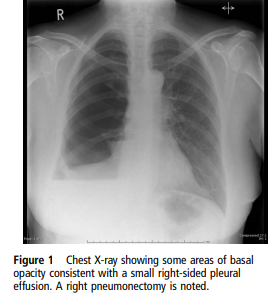 R
Figure 1 Chest X-ray showing some areas of basal
opacity consistent with a small right-sided pleural
effusion. A right pneumonectomy is noted.